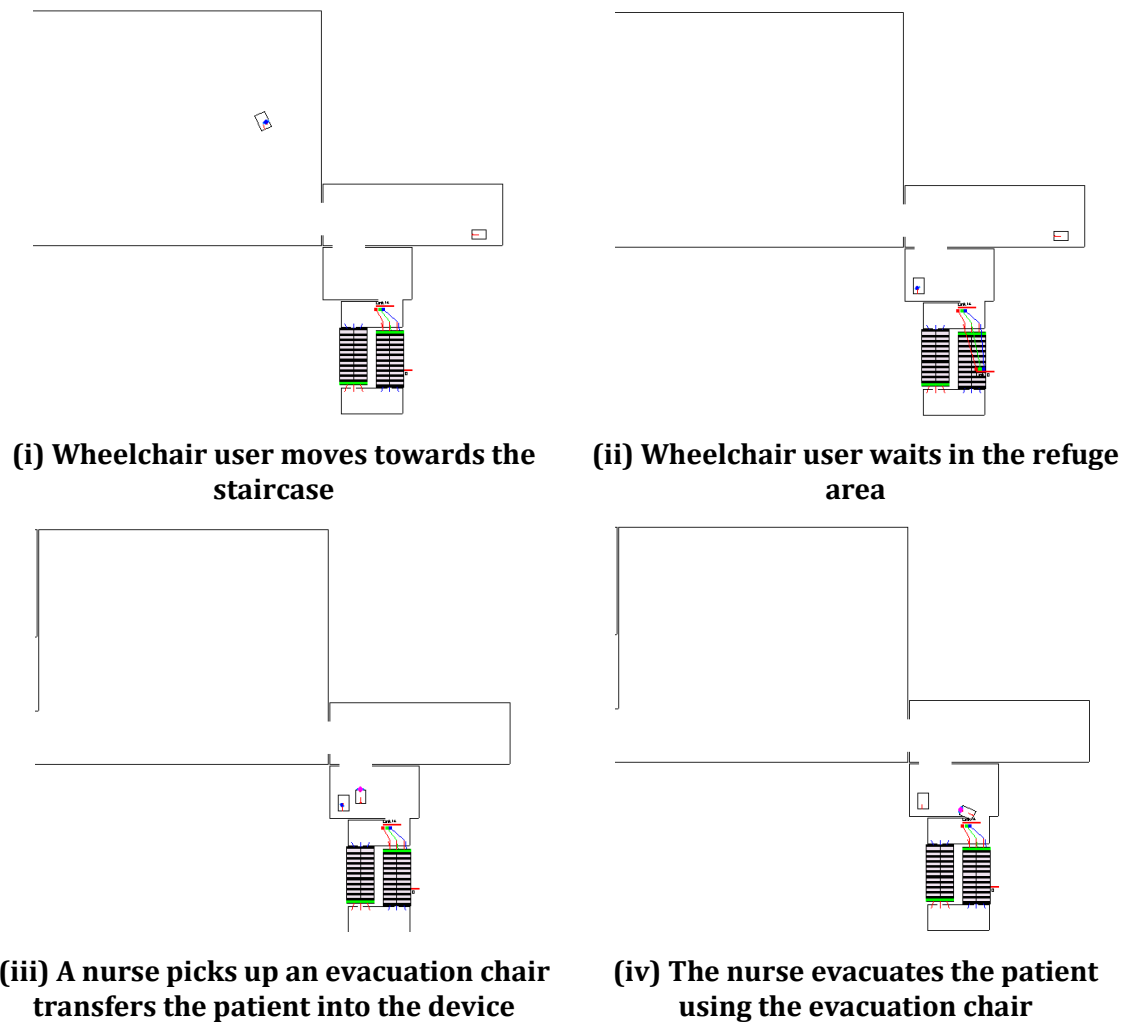 (i) Wheelchair user moves towards the
staircase
(ii) Wheelchair user waits in the refuge
area
(iii) A nurse picks up an evacuation chair
transfers the patient into the device
(iv) The nurse evacuates the patient
using the evacuation chair